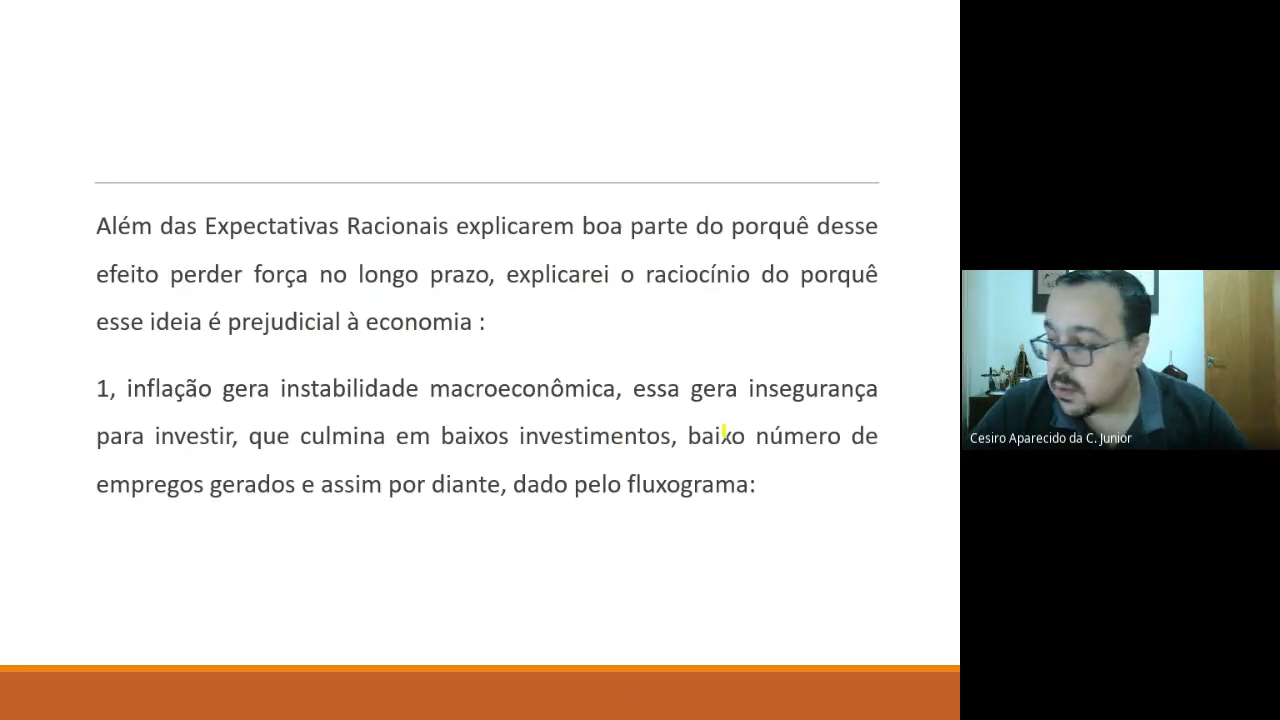 Além das Expectativas Racionais explicarem boa parte do porquê desse
efeito perder força no longo prazo, explicarei o raciocínio do porquê
esse ideia é prejudicial à economia :
1, inflação gera instabilidade macroeconômica, essa gera insegurança
para investir, que culmina em baixos investimentos, baixo número de
empregos gerados e assim por diante, dado pelo fluxograma:
Cesiro Aparecido da C. Junior